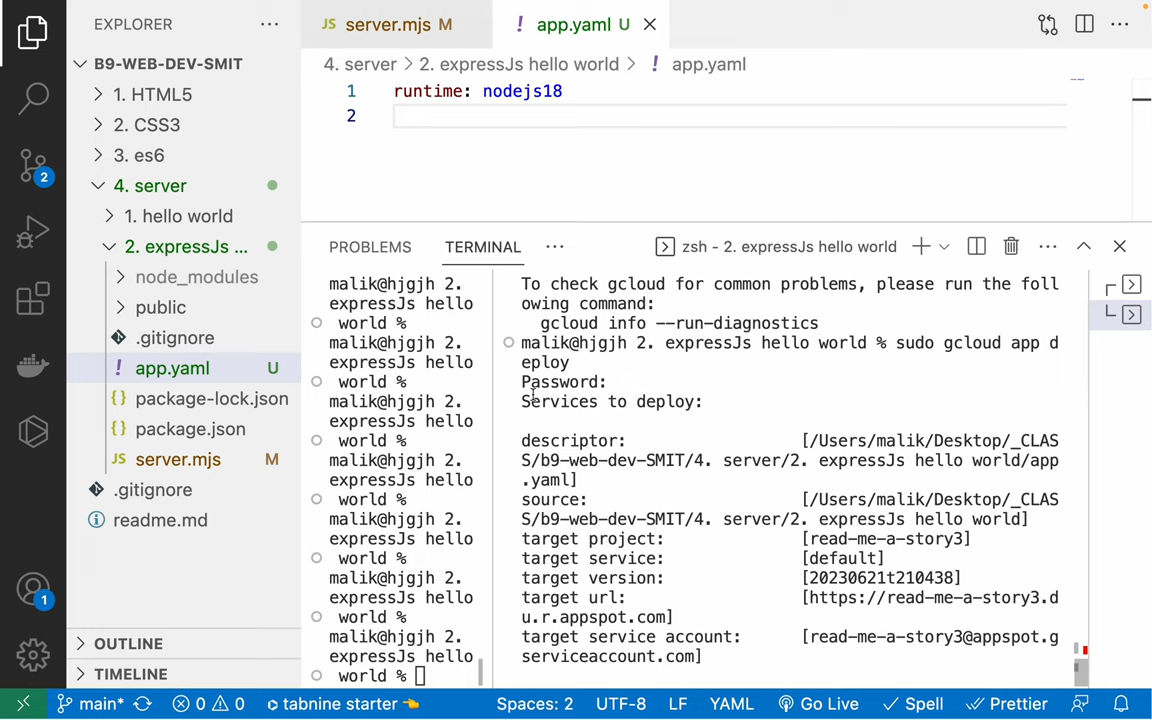 EXPLORER
B9-WEB-DEV-SMIT
1. HTML5
2. CSS3
3. es6
4. server
1. hello world
2. expressJs ...
node_modules
public
.gitignore
! app.yaml U
{} package-lock.json
{} package.json
JS server.mjs M
.gitignore
readme.md
OUTLINE
TIMELINE
2
1
JS server.mjs M
! app.yaml U
4. server > 2. expressJs hello world > ! app.yaml
1 runtime: nodejs18
2
PROBLEMS TERMINAL ... zsh - 2. expressJs hello world
malik@hjgjh 2.
expressJs hello
world %
malik@hjgjh 2.
expressJs hello
world %
malik@hjgjh 2.
expressJs hello
world %
malik@hjgjh 2.
expressJs hello
world %
malik@hjgjh 2.
expressJs hello
world %
malik@hjgjh 2.
expressJs hello
world %
malik@hjgjh 2.
expressJs hello
world %
To check gcloud for common problems, please run the foll
owing command:
gcloud info --run-diagnostics
malik@hjgjh 2. expressJs hello world % sudo gcloud app d
eploy
Password:
Services to deploy:
descriptor: [/Users/malik/Desktop/_CLAS
S/b9-web-dev-SMIT/4. server/2. expressJs hello world/app
.yaml]
source: [/Users/malik/Desktop/_CLAS
S/b9-web-dev-SMIT/4. server/2. expressJs hello world]
target project: [read-me-a-story3]
target service: [default]
target version: [20230621t210438]
target url: [https://read-me-a-story3.d
u.r.appspot.com]
target service account: [read-me-a-story3@appspot.g
serviceaccount.com]
main* 0 0 tabnine starter 👈 Spaces: 2 UTF-8 LF YAML Go Live Spell Prettier